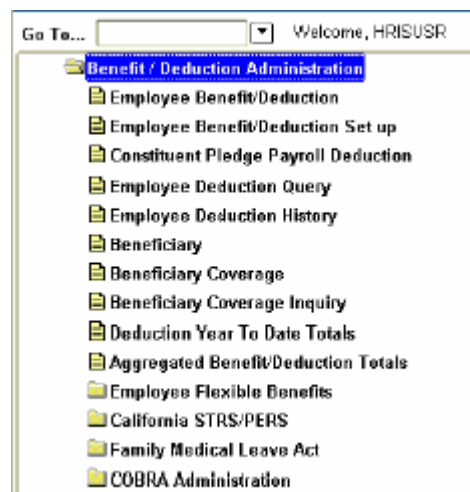 Go To... Welcome, HRISUSR
Benefit / Deduction Administration
Employee Benefit/Deduction
Employee Benefit/Deduction Set up
Constituent Pledge Payroll Deduction
Employee Deduction Query
Employee Deduction History
Beneficiary
Beneficiary Coverage
Beneficiary Coverage Inquiry
Deduction Year To Date Totals
Aggregated Benefit/Deduction Totals
Employee Flexible Benefits
California STRS/PERS
Family Medical Leave Act
COBRA Administration